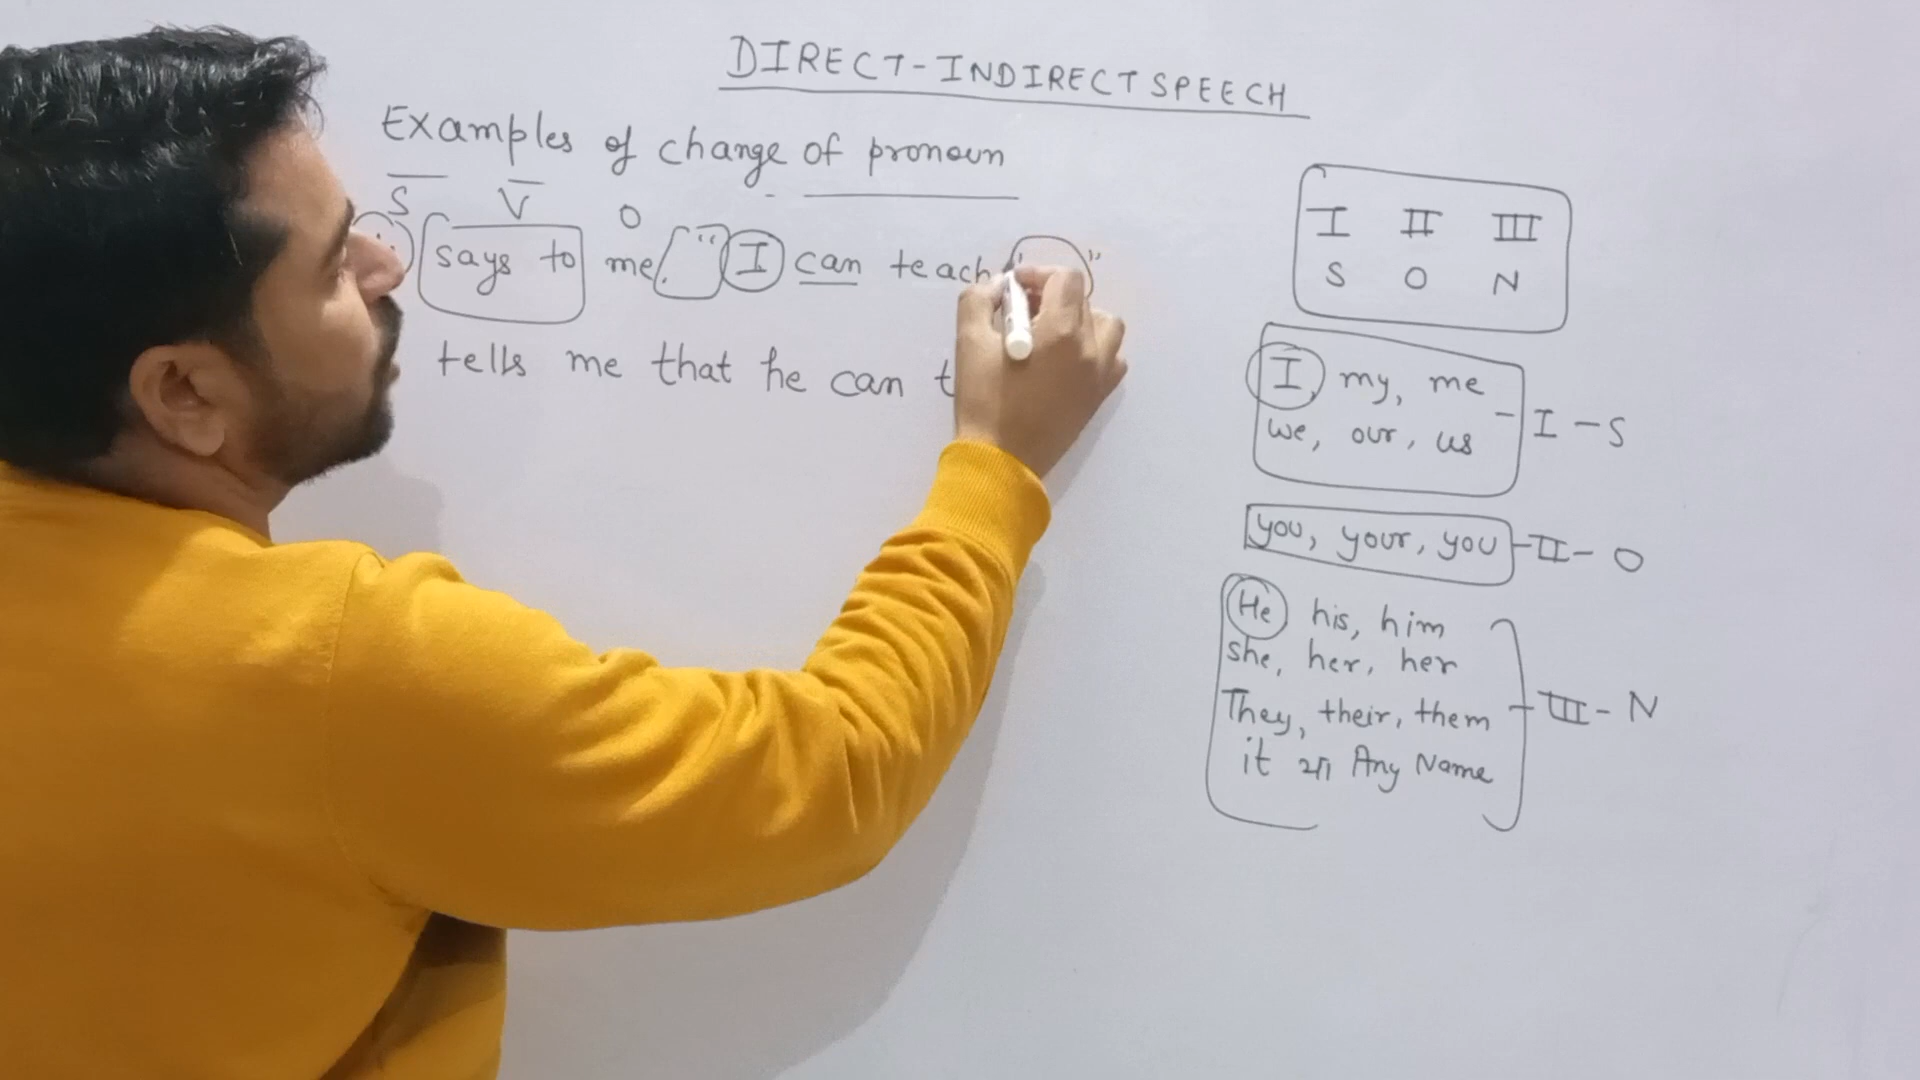 DIRECT-INDIRECT SPEECH
Examples of change of pronoun
S V O
says to me, "I can teach "
tells me that he can t
I II III
S O N
I, my, me
we, our, us
- I - S
you, your, you - II - O
He his, him
she, her, her
They, their, them
it या Any Name
- III - N